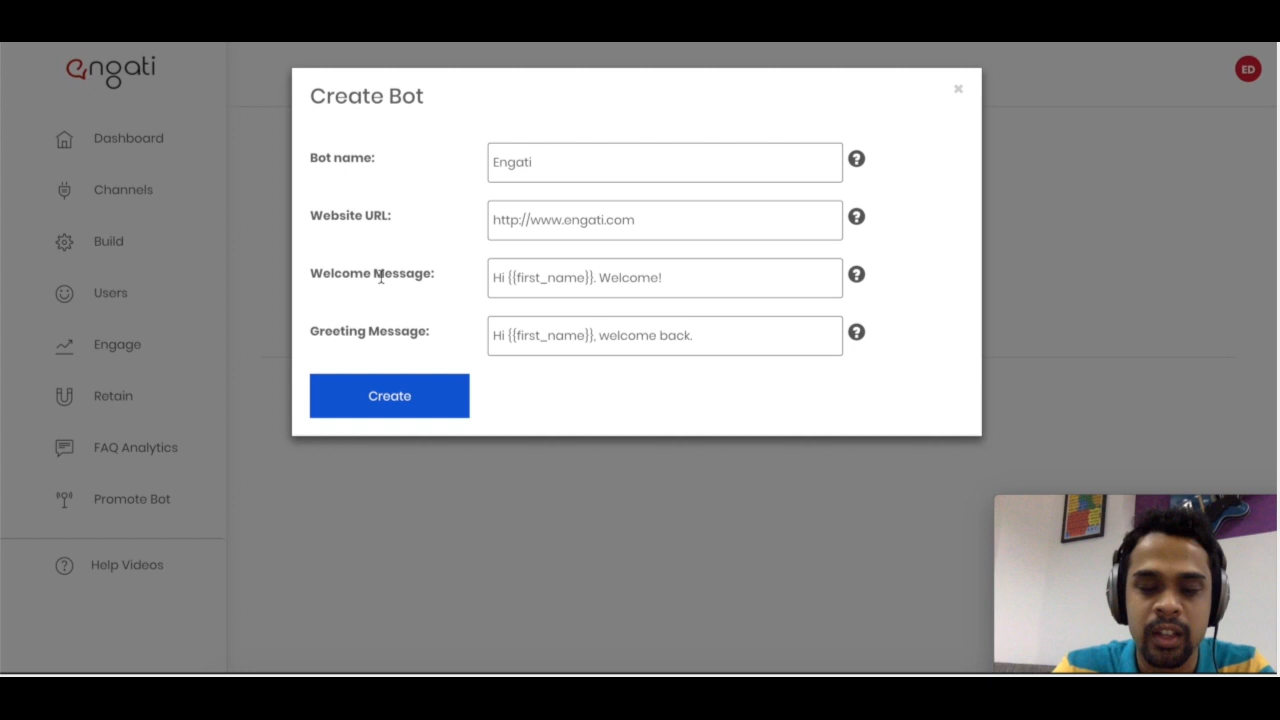 engati
ED
Dashboard
Channels
Build
Users
Engage
Retain
FAQ Analytics
Promote Bot
Help Videos
Create Bot
×
Bot name:
Engati
?
Website URL:
http://www.engati.com
?
Welcome Message:
Hi {{first_name}}. Welcome!
?
Greeting Message:
Hi {{first_name}}, welcome back.
?
Create